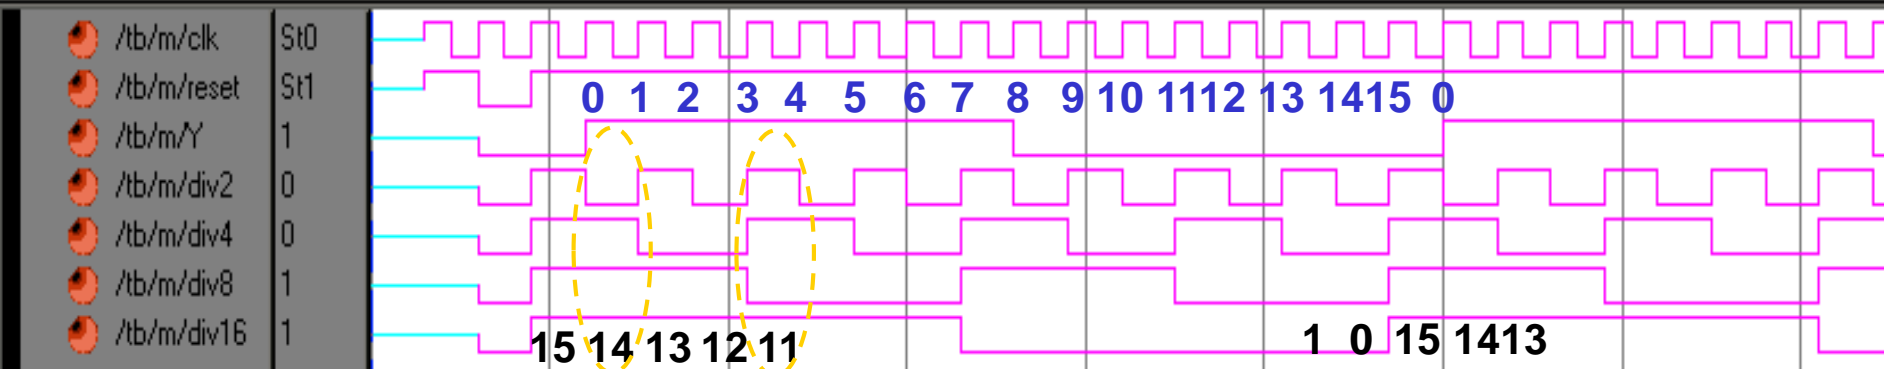 /tb/m/clk St0
/tb/m/reset St1 0 1 2 3 4 5 6 7 8 9 10 1112 13 1415 0
/tb/m/Y 1
/tb/m/div2 0
/tb/m/div4 0
/tb/m/div8 1
/tb/m/div16 1 15 14 13 12 11 1 0 15 1413